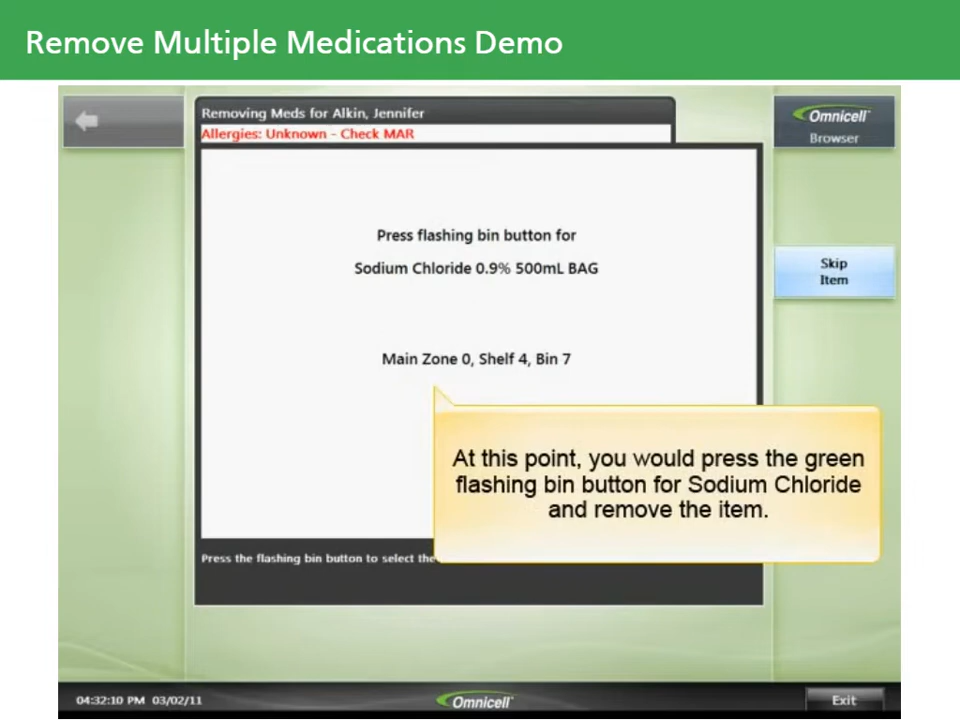 Remove Multiple Medications Demo
Removing Meds for Alkin, Jennifer
Allergies: Unknown - Check MAR
Omnicell
Browser
Press flashing bin button for
Sodium Chloride 0.9% 500mL BAG
Skip
Item
Main Zone 0, Shelf 4, Bin 7
At this point, you would press the green
flashing bin button for Sodium Chloride
and remove the item.
Press the flashing bin button to select the
04:32:10 PM 03/02/11
Omnicell
Exit